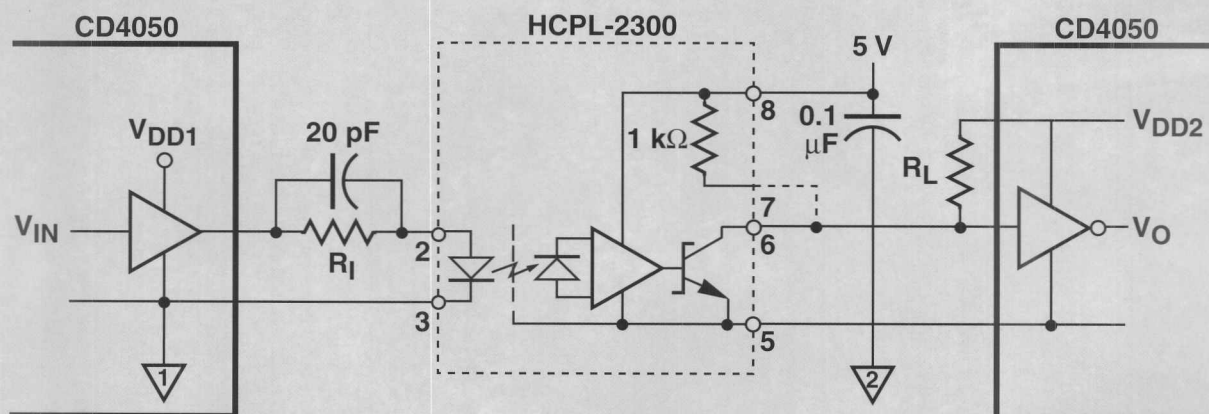 CD4050
HCPL-2300
CD4050
5 V
V_DD1
20 pF
8
0.1
µF
1 kΩ
V_DD2
R_L
7
V_IN
2
6
V_O
R_I
3
5
1
2